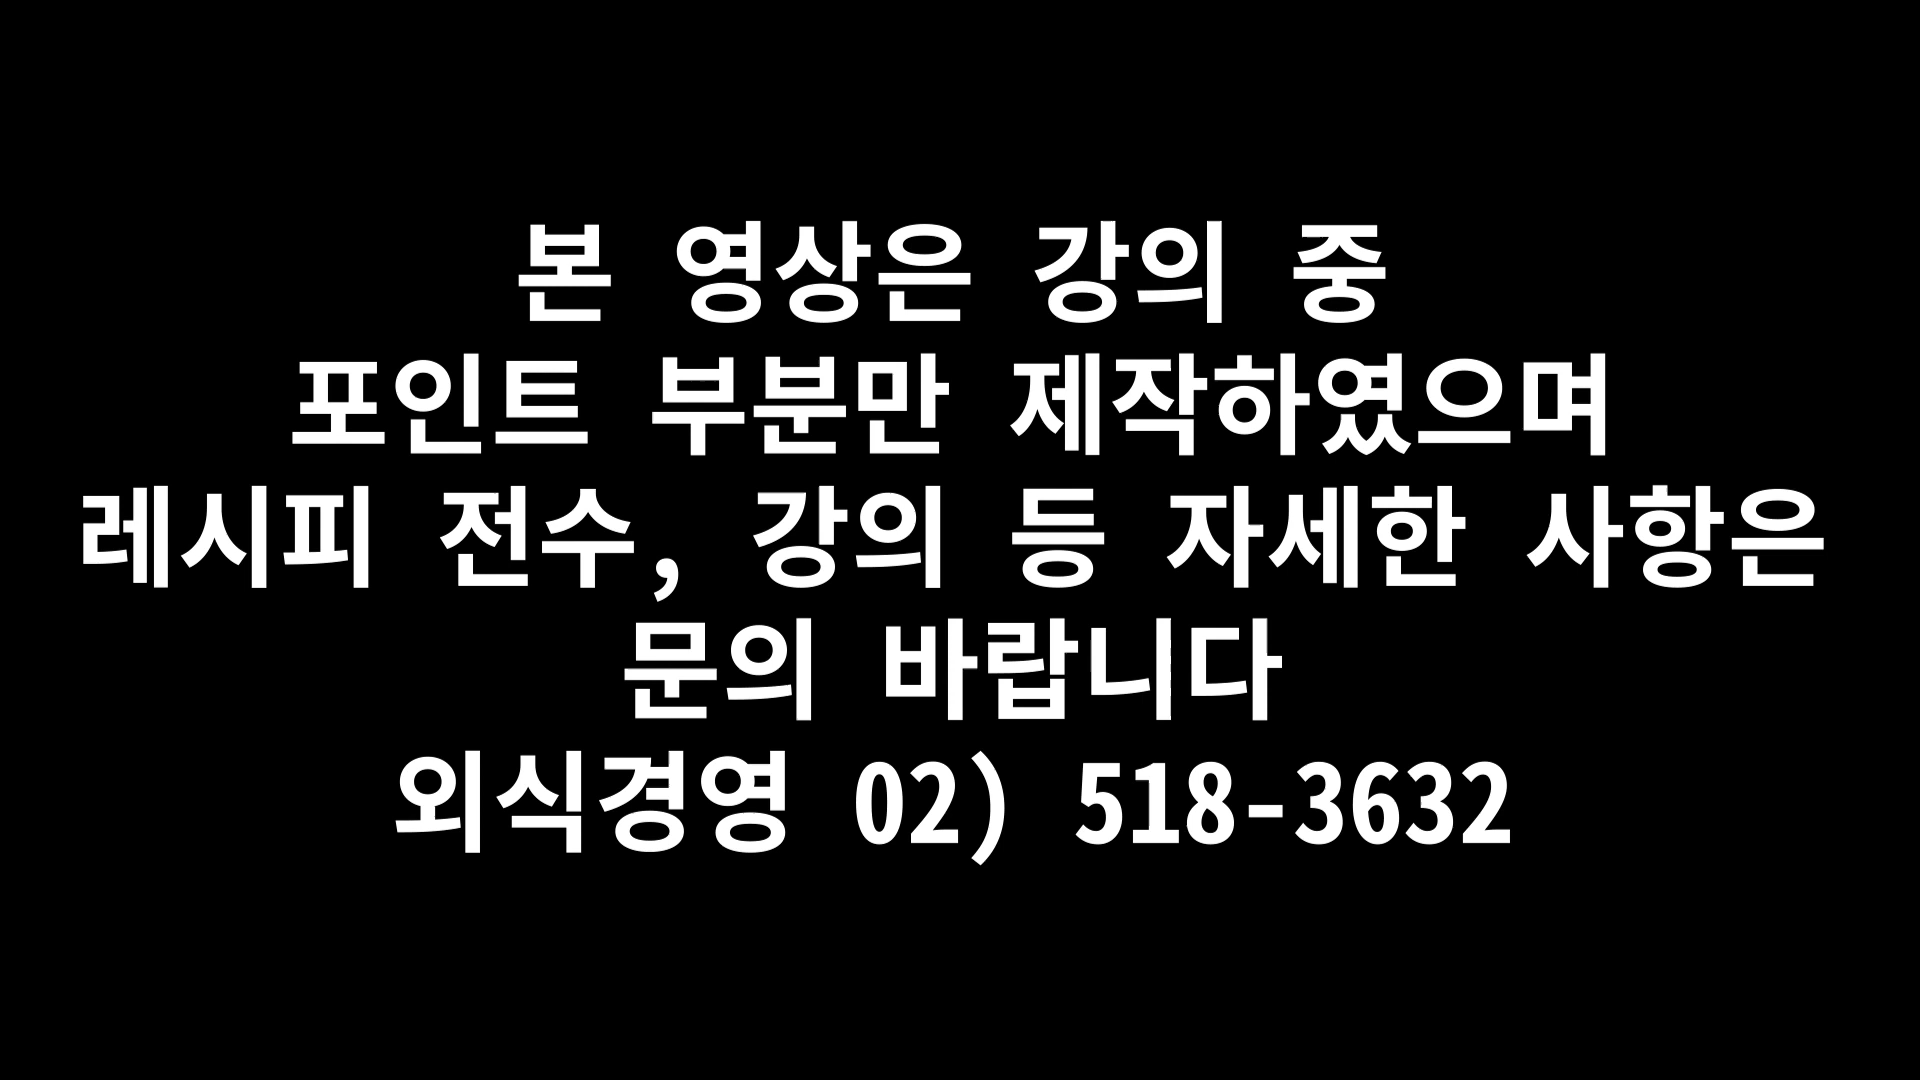 본 영상은 강의 중
포인트 부분만 제작하였으며
레시피 전수, 강의 등 자세한 사항은
문의 바랍니다
외식경영 02) 518-3632